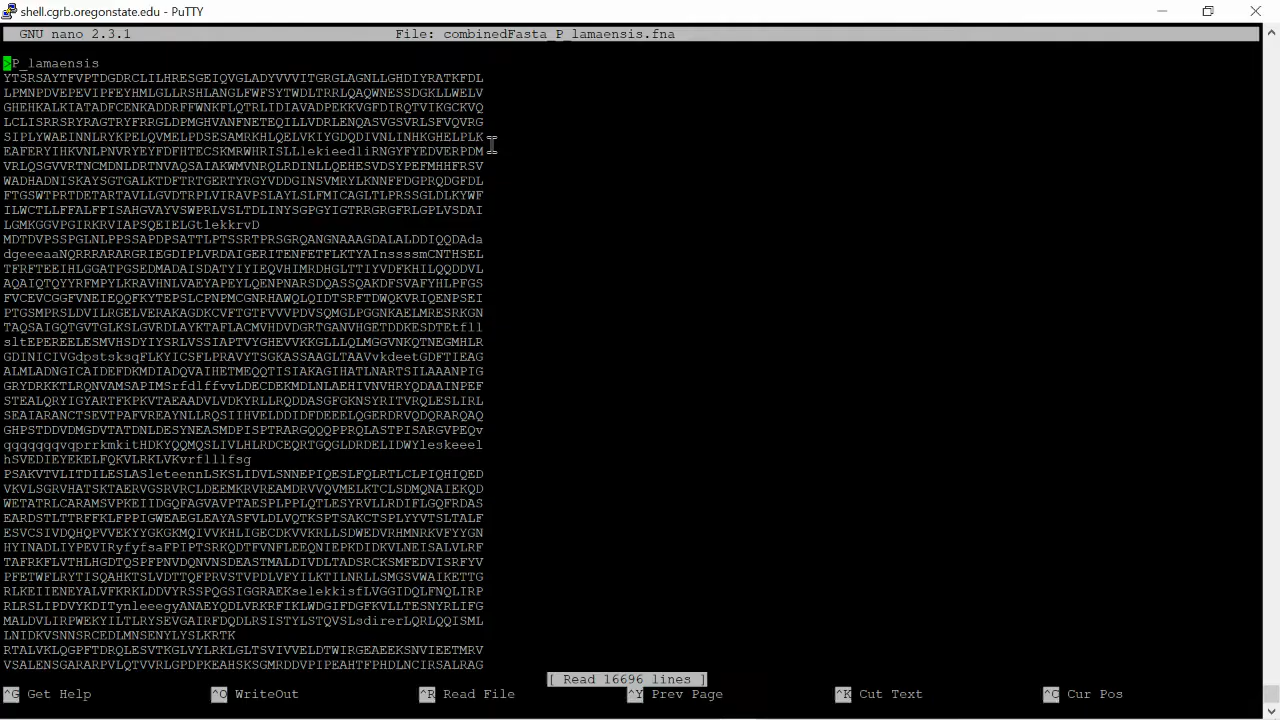 shell.cgrb.oregonstate.edu - PuTTY
GNU nano 2.3.1 File: combinedFasta_P_lamaensis.fna
>P_lamaensis
YTSRSAYTFVPTDGDRCLILHRESGEIQVGLADYVVVITGRGLAGNLLGHDIYRATKFDL
LPMNPDVEPEVIPFEYHMLGLLRSHLANGLFWFSYTWDLTRRLQAQWNESSDGKLLWELV
GHEHKALKIATADFCENKADDRFFWNKFLQTRLIDIAVADPEKKVGFDIRQTVIKGCKVQ
LCLISRRSRYRAGTRYFRRGLDPMGHVANFNETEQILLVDRLENQASVGSVRLSFVQVRG
SIPLYWAEINNLRYKPELQVMELPDSESAMRKHLQELVKIYGDQDIVNLINHKGHELPLK
EAFERYIHKVNLPNVRYEYFDFHTECSKMRWHRISLLlekieedliRNGYFYEDVERPDM
VRLQSGVVRTNCMDNLDRTNVAQSAIAKWMVNRQLRDINLLQEHESVDSYPEFMHHFRSV
WADHADNISKAYSGTGALKTDFTRTGERTYRGYVDDGINSVMRYLKNNFFDGPRQDGFDL
FTGSWTPRTDETARTAVLLGVDTRPLVIRAVPSLAYLSLFMICAGLTLPRSSGLDLKYWF
ILWCTLLFFALFFISAHGVAYVSWPRLVSLTDLINYSGPGYIGTRRGRGFRLGPLVSDAI
LGMKGGVPGIRKRVIAPSQEIELGtlekkrvD
MDTDVPSSPGLNLPPSSAPDPSATTLPTSSRTPRSGRQANGNAAAGDALALDDIQQDAda
dgeeeaaNQRRRARARGRIEGDIPLVRDAIGERITENFETFLKTYAInssssmCNTHSEL
TFRFTEEIHLGGATPGSEDMADAISDATYIYIEQVHIMRDHGLTTIYVDFKHILQQDDVL
AQAIQTQYYRFMPYLKRAVHNLVAEYAPEYLQENPNARSDQASSQAKDFSVAFYHLPFGS
FVCEVCGGFVNEIEQQFKYTEPSLCPNPMCGNRHAWQLQIDTSRFTDWQKVRIQENPSEI
PTGSMPRSLDVILRGELVERAKAGDKCVFTGTFVVVPDVSQMGLPGGNKAELMRESRKGN
TAQSAIGQTGVTGLKSLGVRDLAYKTAFLACMVHDVDGRTGANVHGETDDKESDTEtfll
sltEPEREELESMVHSDYIYSRLVSSIAPTVYGHEVVKKGLLLQLMGGVNKQTNEGMHLR
GDINICIVGdpstsksqFLKYICSFLPRAVYTSGKASSAAGLTAAVvkdeetGDFTIEAG
ALMLADNGICAIDEFDKMDIADQVAIHETMEQQTISIAKAGIHATLNARTSILAAANPIG
GRYDRKKTLRQNVAMSAPIMSrfdlffvvLDECDEKMDLNLAEHIVNVHRYQDAAINPEF
STEALQRYIGYARTFKPKVTAEAADVLVDKYRLLRQDDASGFGKNSYRITVRQLESLIRL
SEAIARANCTSEVTPAFVREAYNLLRQSIIHVELDDIDFDEEELQGERDRVQDQRARQAQ
GHPSTDDVDMGDVTATDNLDESYNEASMDPISPTRARGQQQPPRQLASTPISARGVPEQv
qqqqqqqvqprrkmkitHDKYQQMQSLIVLHLRDCEQRTGQGLDRDELIDWYleskeeel
hSVEDIEYEKELFQKVLRKLVKvrflllfsg
PSAKVTVLITDILESLASleteennLSKSLIDVLSNNEPIQESLFQLRTLCLPIQHIQED
VKVLSGRVHATSKTAERVGSRVRCLDEEMKRVREAMDRVVQVMELKTCLSDMQNAIEKQD
WETATRLCARAMSVPKEIIDGQFAGVAVPTAESPLPPLQTLESYRVLLRDIFLGQFRDAS
EARDSTLTTRFFKLFPPIGWEAEGLEAYASFVLDLVQTKSPTSAKCTSPLYYVTSLTALF
ESVCSIVDQHQPVVEKYYGKGKMQIVVKHLIGECDKVVKRLLSDWEDVRHMNRKVFYYGN
HYINADLIYPEVIRyfyfsaFPIPTSRKQDTFVNFLEEQNIEPKDIDKVLNEISALVLRF
TAFRKFLVTHLHGDTQSPFPNVDQNVNSDEASTMALDIVDLTADSRCKSMFEDVISRFYV
PFETWFLRYTISQAHKTSLVDTTQFPRVSTVPDLVFYILKTILNRLLSMGSVWAIKETTG
RLKEIIENEYALVFKRKLDDVYRSSPQGSIGGRAEKselekkisfLVGGIDQLFNQLIRP
RLRSLIPDVYKDITynleeegyANAEYQDLVRKRFIKLWDGIFDGFKVLLTESNYRLIFG
MALDVLIRPWEKYILTLRYSEVGAIRFDQDLRSISTYLSTQVSLsdirerLQRLQQISML
LNIDKVSNNSRCEDLMNSENYLYSLKRTK
RTALVKLQGPFTDRQLESVTKGLVYLRKLGLTSVIVVELDTWIRGEAEEKSNVIEETMRV
VSALENSGARARPVLQTVVRLGPDPKEAHSKSGMRDDVPIPEAHTFPHDLNCIRSALRAG
[ Read 16696 lines ]
^G Get Help ^O WriteOut ^R Read File ^Y Prev Page ^K Cut Text ^C Cur Pos